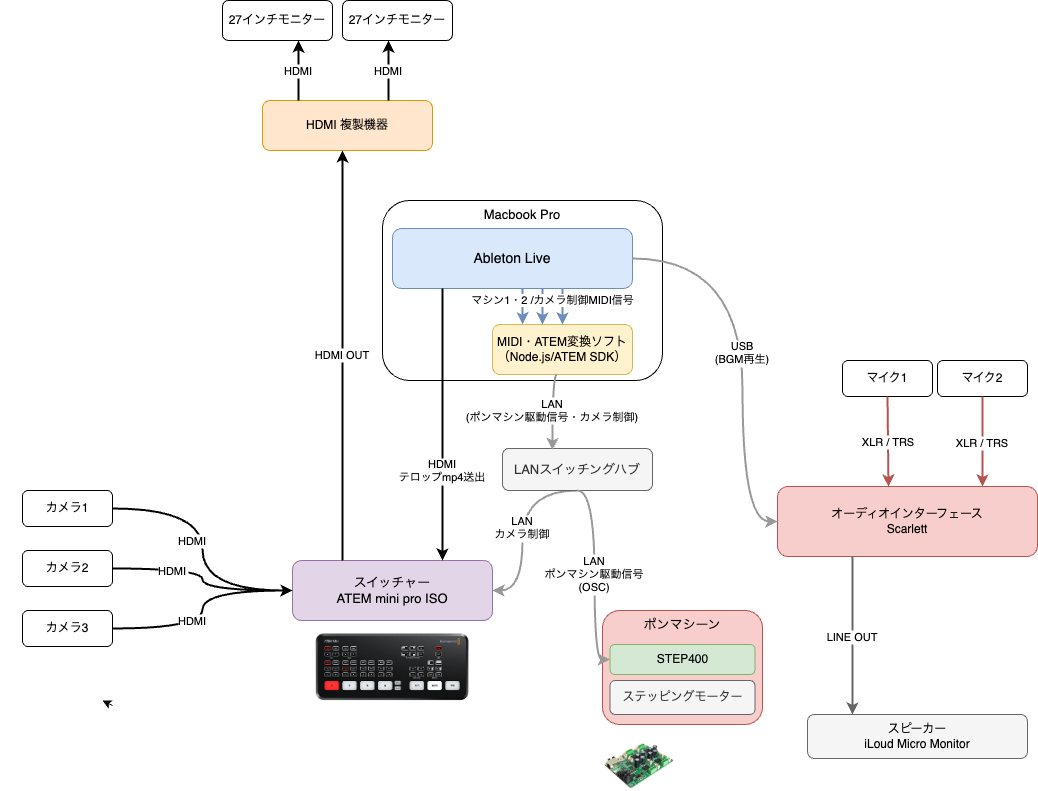 27インチモニター
27インチモニター
HDMI
HDMI
HDMI 複製機器
Macbook Pro
Ableton Live
マシン1・2 /カメラ制御MIDI信号
MIDI・ATEM変換ソフト
（Node.js/ATEM SDK）
HDMI OUT
USB
(BGM再生)
マイク1
マイク2
LAN
(ポンマシン駆動信号・カメラ制御)
XLR / TRS
XLR / TRS
HDMI
テロップmp4送出
LANスイッチングハブ
カメラ1
カメラ2
カメラ3
HDMI
HDMI
HDMI
LAN
カメラ制御
オーディオインターフェース
Scarlett
LAN
ポンマシン駆動信号
(OSC)
スイッチャー
ATEM mini pro ISO
ポンマシーン
STEP400
ステッピングモーター
LINE OUT
スピーカー
iLoud Micro Monitor